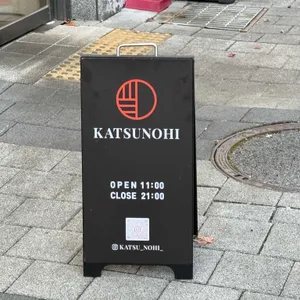 KATSUNOHI
OPEN 11:00
CLOSE 21:00
KATSU_NOHI_